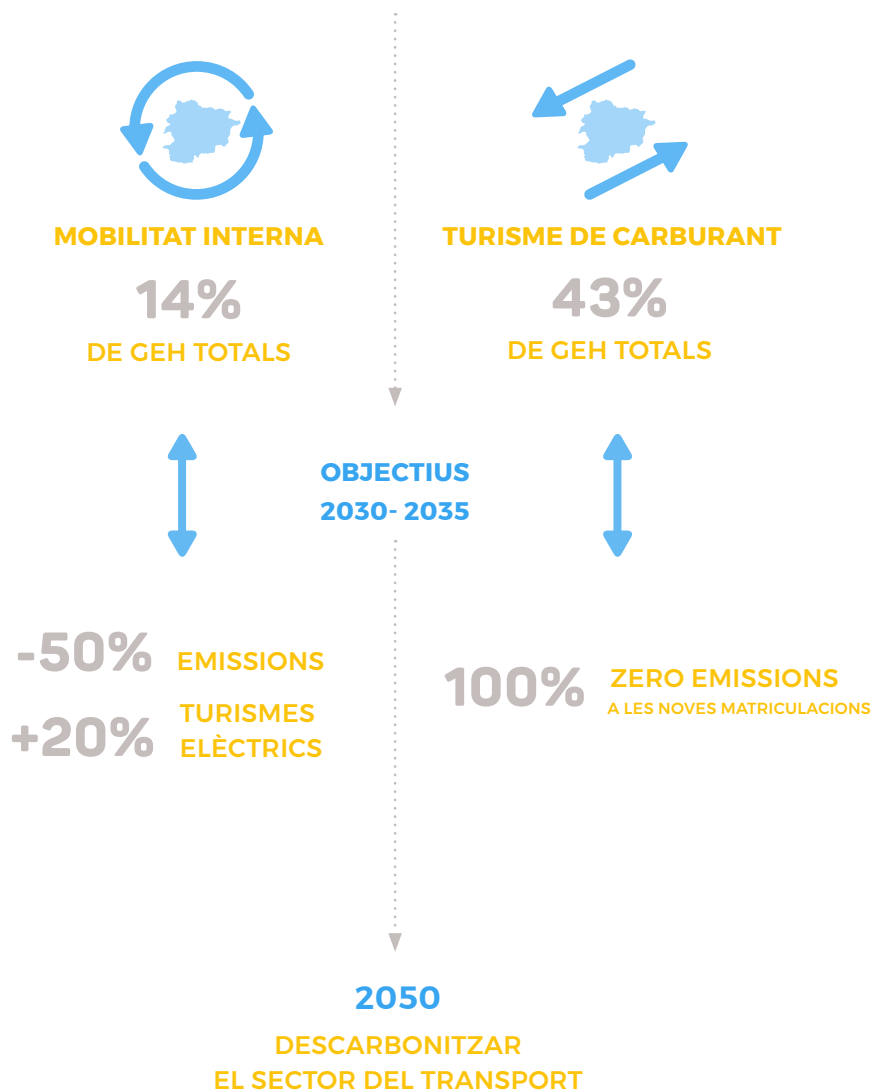 MOBILITAT INTERNA
14%
DE GEH TOTALS
TURISME DE CARBURANT
43%
DE GEH TOTALS
OBJECTIUS
2030- 2035
-50% EMISSIONS
+20% TURISMES
ELÈCTRICS
100% ZERO EMISSIONS
A LES NOVES MATRICULACIONS
2050
DESCARBONITZAR
EL SECTOR DEL TRANSPORT